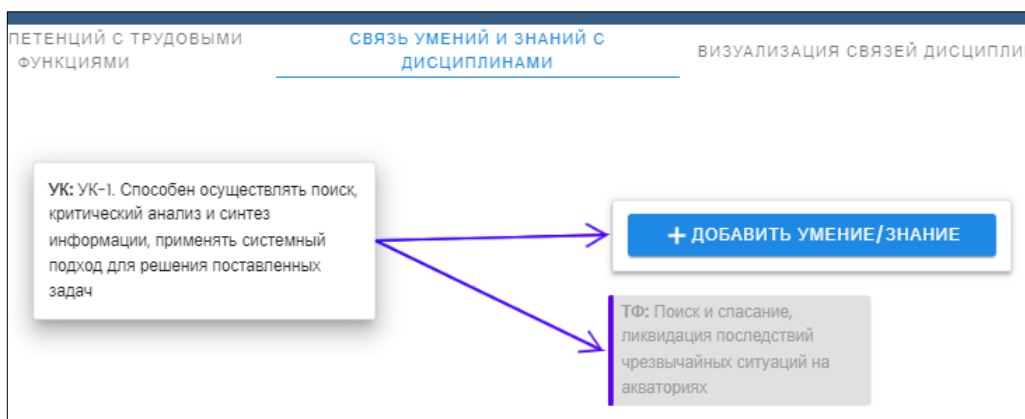 ПЕТЕНЦИЙ С ТРУДОВЫМИ
ФУНКЦИЯМИ
СВЯЗЬ УМЕНИЙ И ЗНАНИЙ С
ДИСЦИПЛИНАМИ
ВИЗУАЛИЗАЦИЯ СВЯЗЕЙ ДИСЦИПЛИ
УК: УК-1. Способен осуществлять поиск,
критический анализ и синтез
информации, применять системный
подход для решения поставленных
задач
+ ДОБАВИТЬ УМЕНИЕ/ЗНАНИЕ
ТФ: Поиск и спасание,
ликвидация последствий
чрезвычайных ситуаций на
акваториях